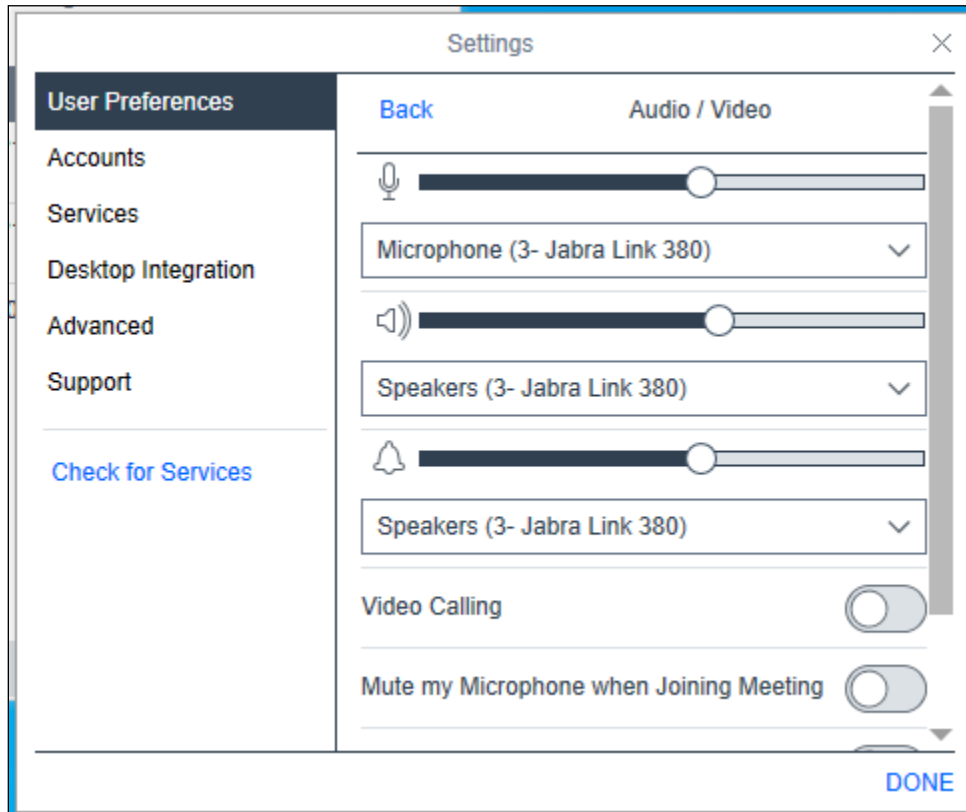 Settings
User Preferences
Accounts
Services
Desktop Integration
Advanced
Support
Check for Services
Back
Audio / Video
Microphone (3- Jabra Link 380)
Speakers (3- Jabra Link 380)
Speakers (3- Jabra Link 380)
Video Calling
Mute my Microphone when Joining Meeting
DONE